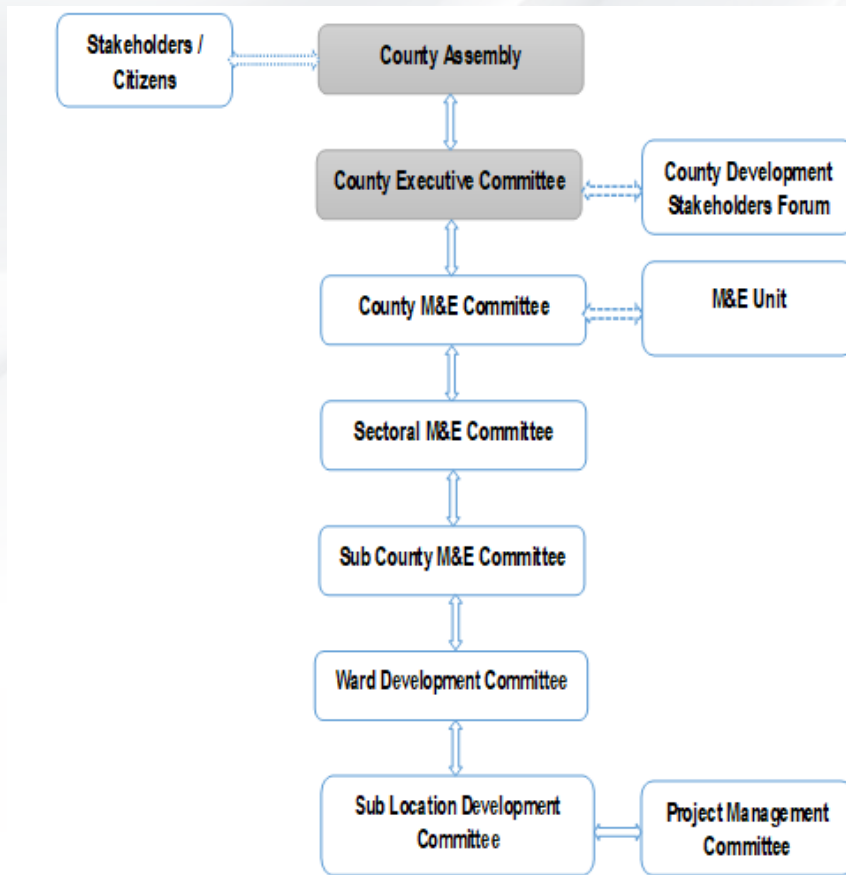 Stakeholders /
Citizens
County Assembly
County Executive Committee
County Development
Stakeholders Forum
County M&E Committee
M&E Unit
Sectoral M&E Committee
Sub County M&E Committee
Ward Development Committee
Sub Location Development
Committee
Project Management
Committee